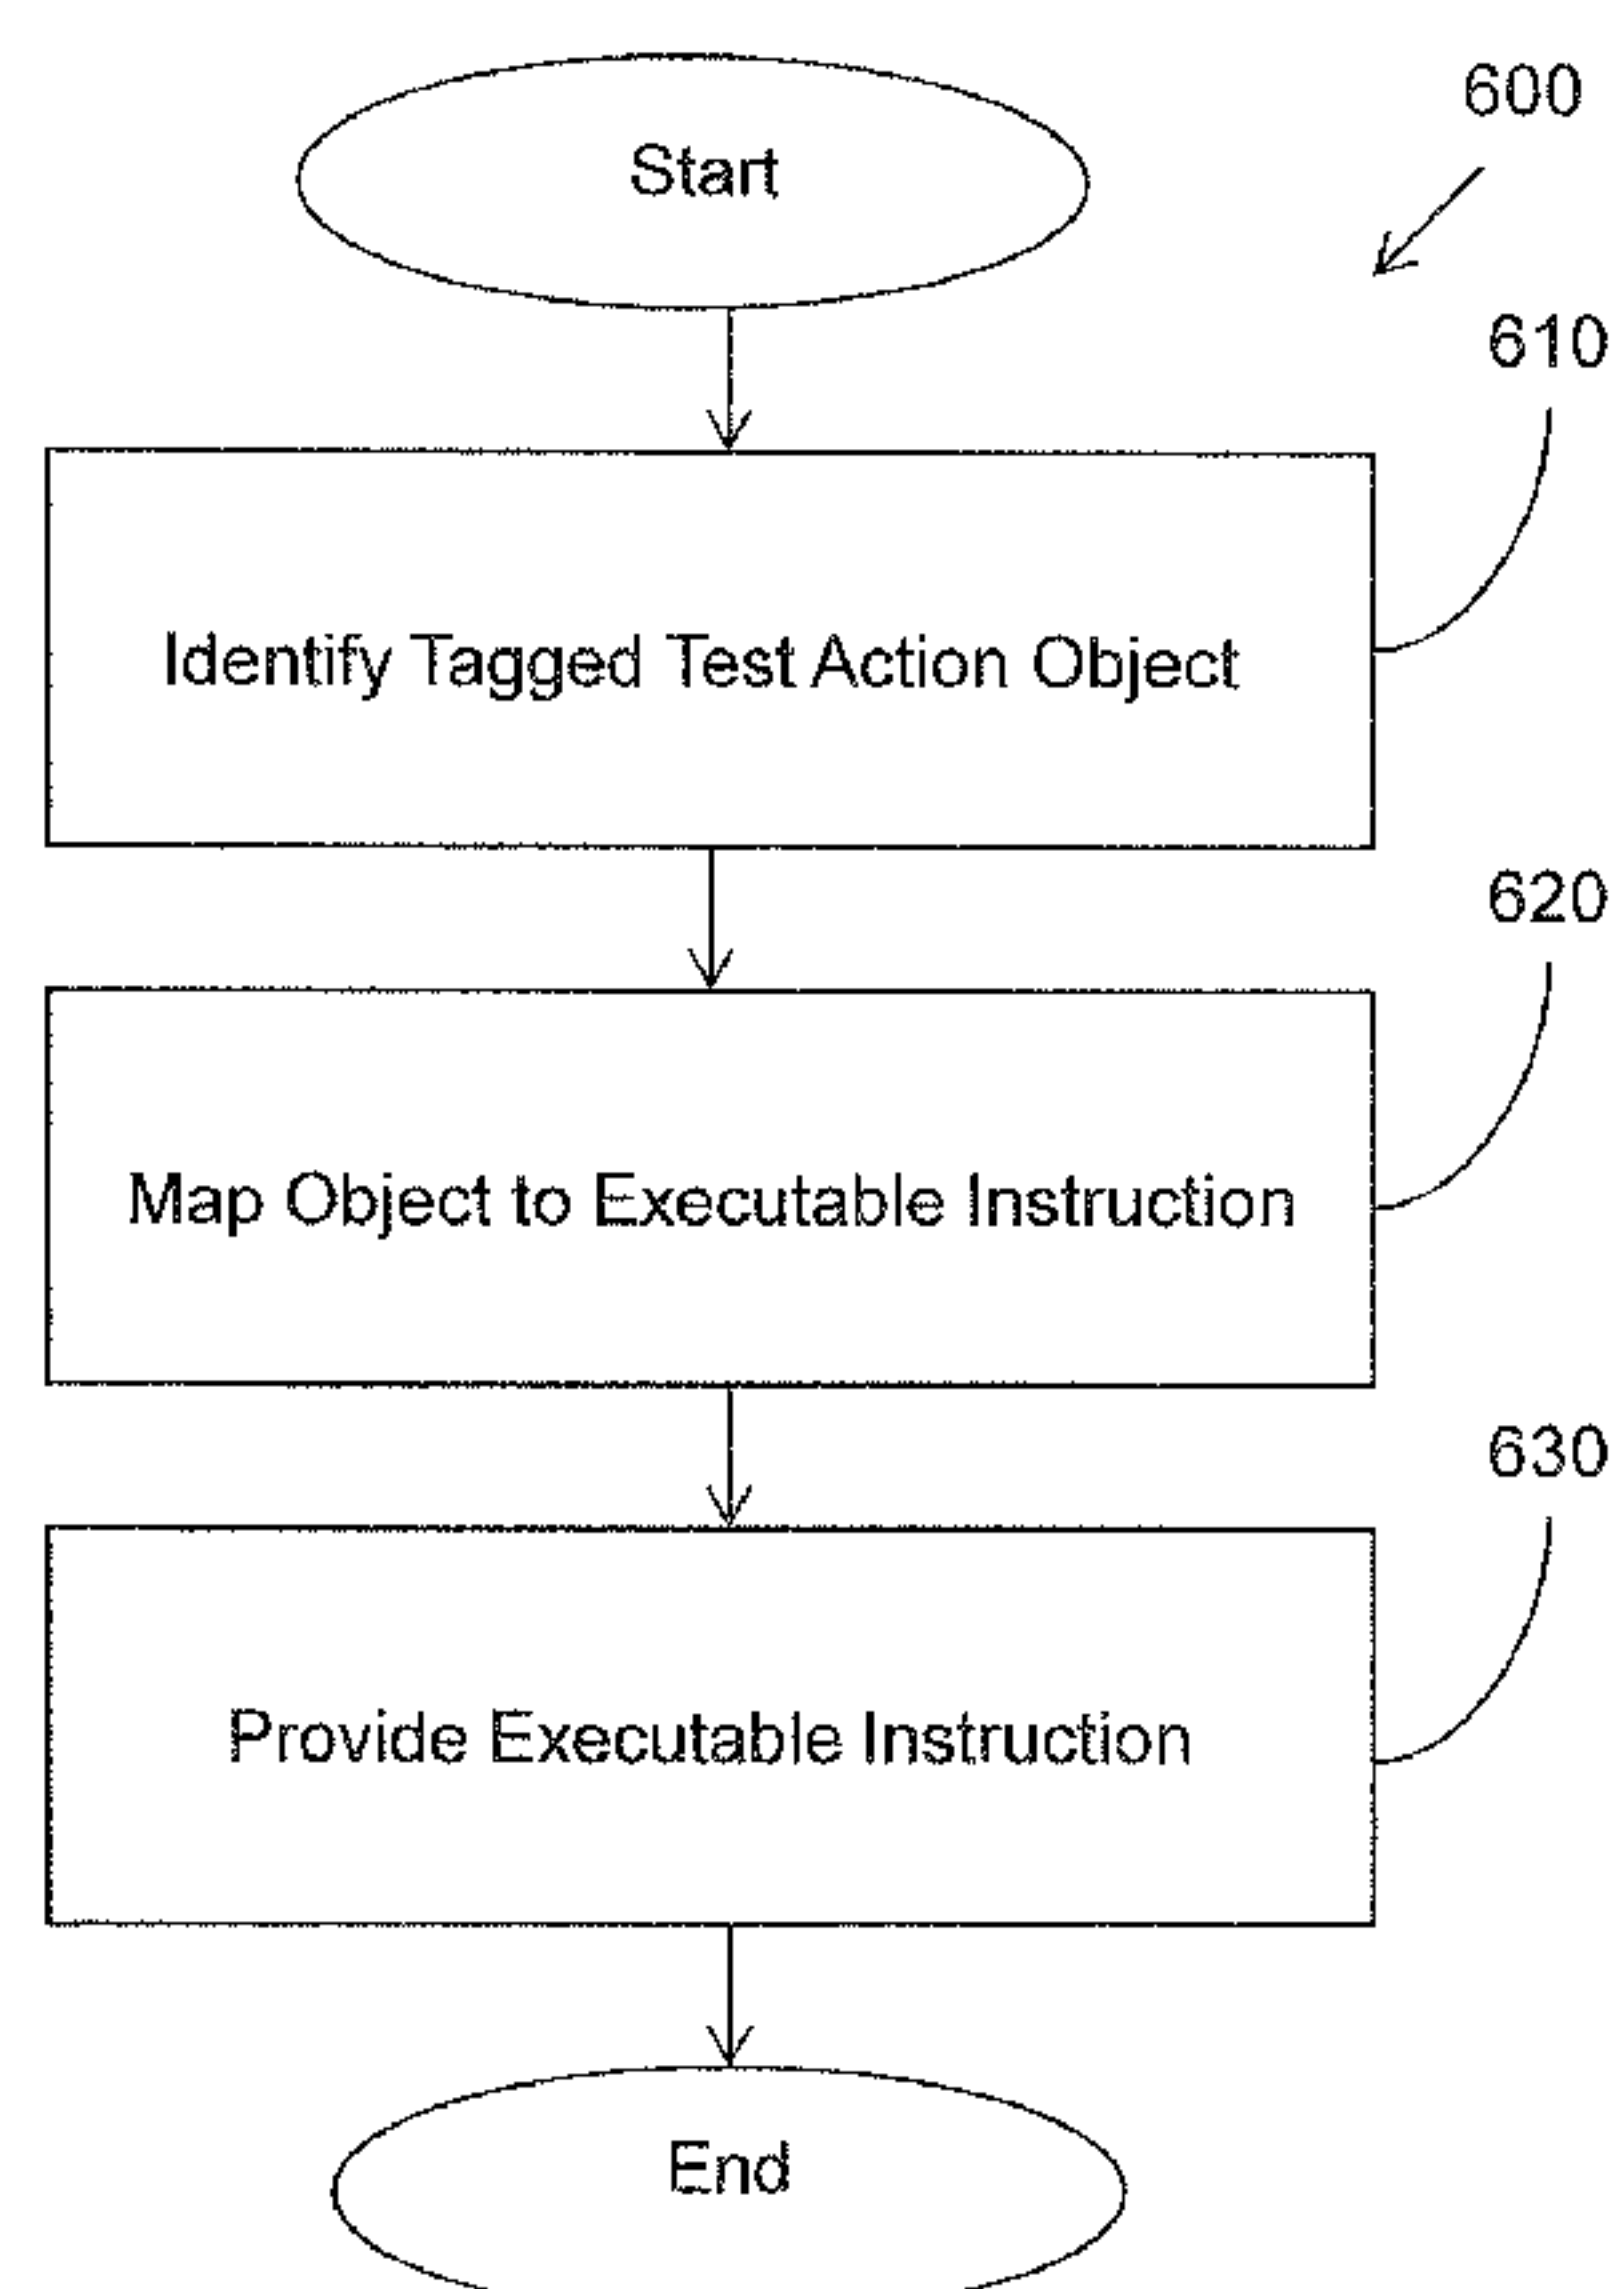 Start
600
610
Identify Tagged Test Action Object
620
Map Object to Executable Instruction
630
Provide Executable Instruction
End